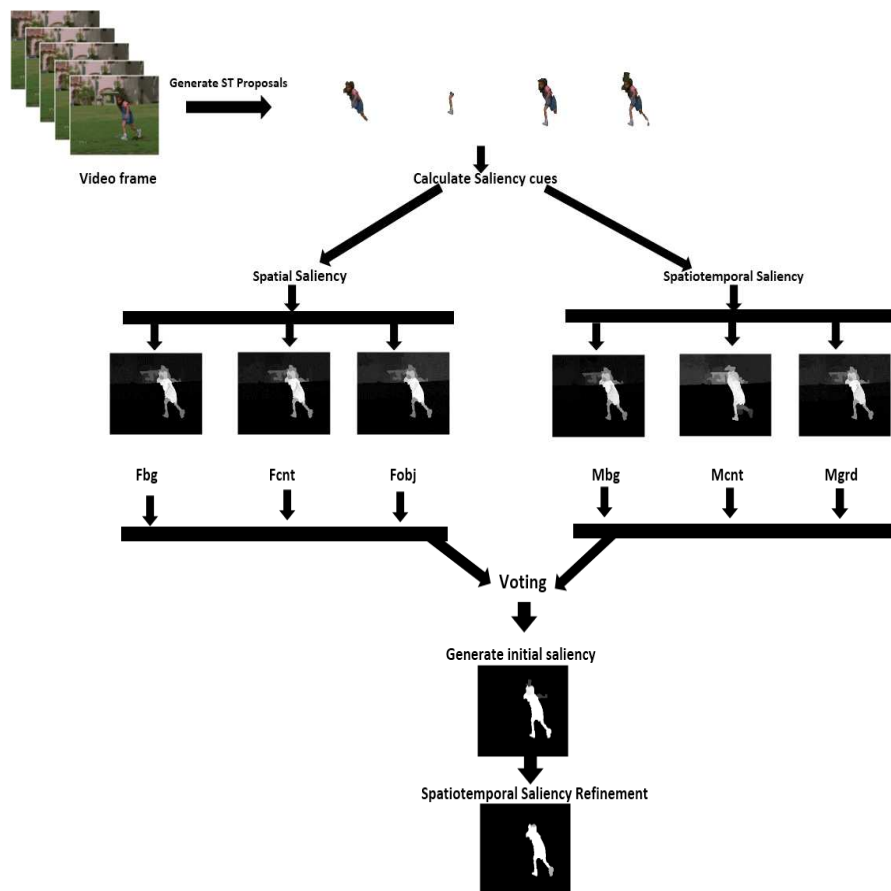 Generate ST Proposals
Video frame
Calculate Saliency cues
Spatial Saliency
Spatiotemporal Saliency
Fbg
Fcnt
Fobj
Mbg
Mcnt
Mgrd
Voting
Generate initial saliency
Spatiotemporal Saliency Refinement